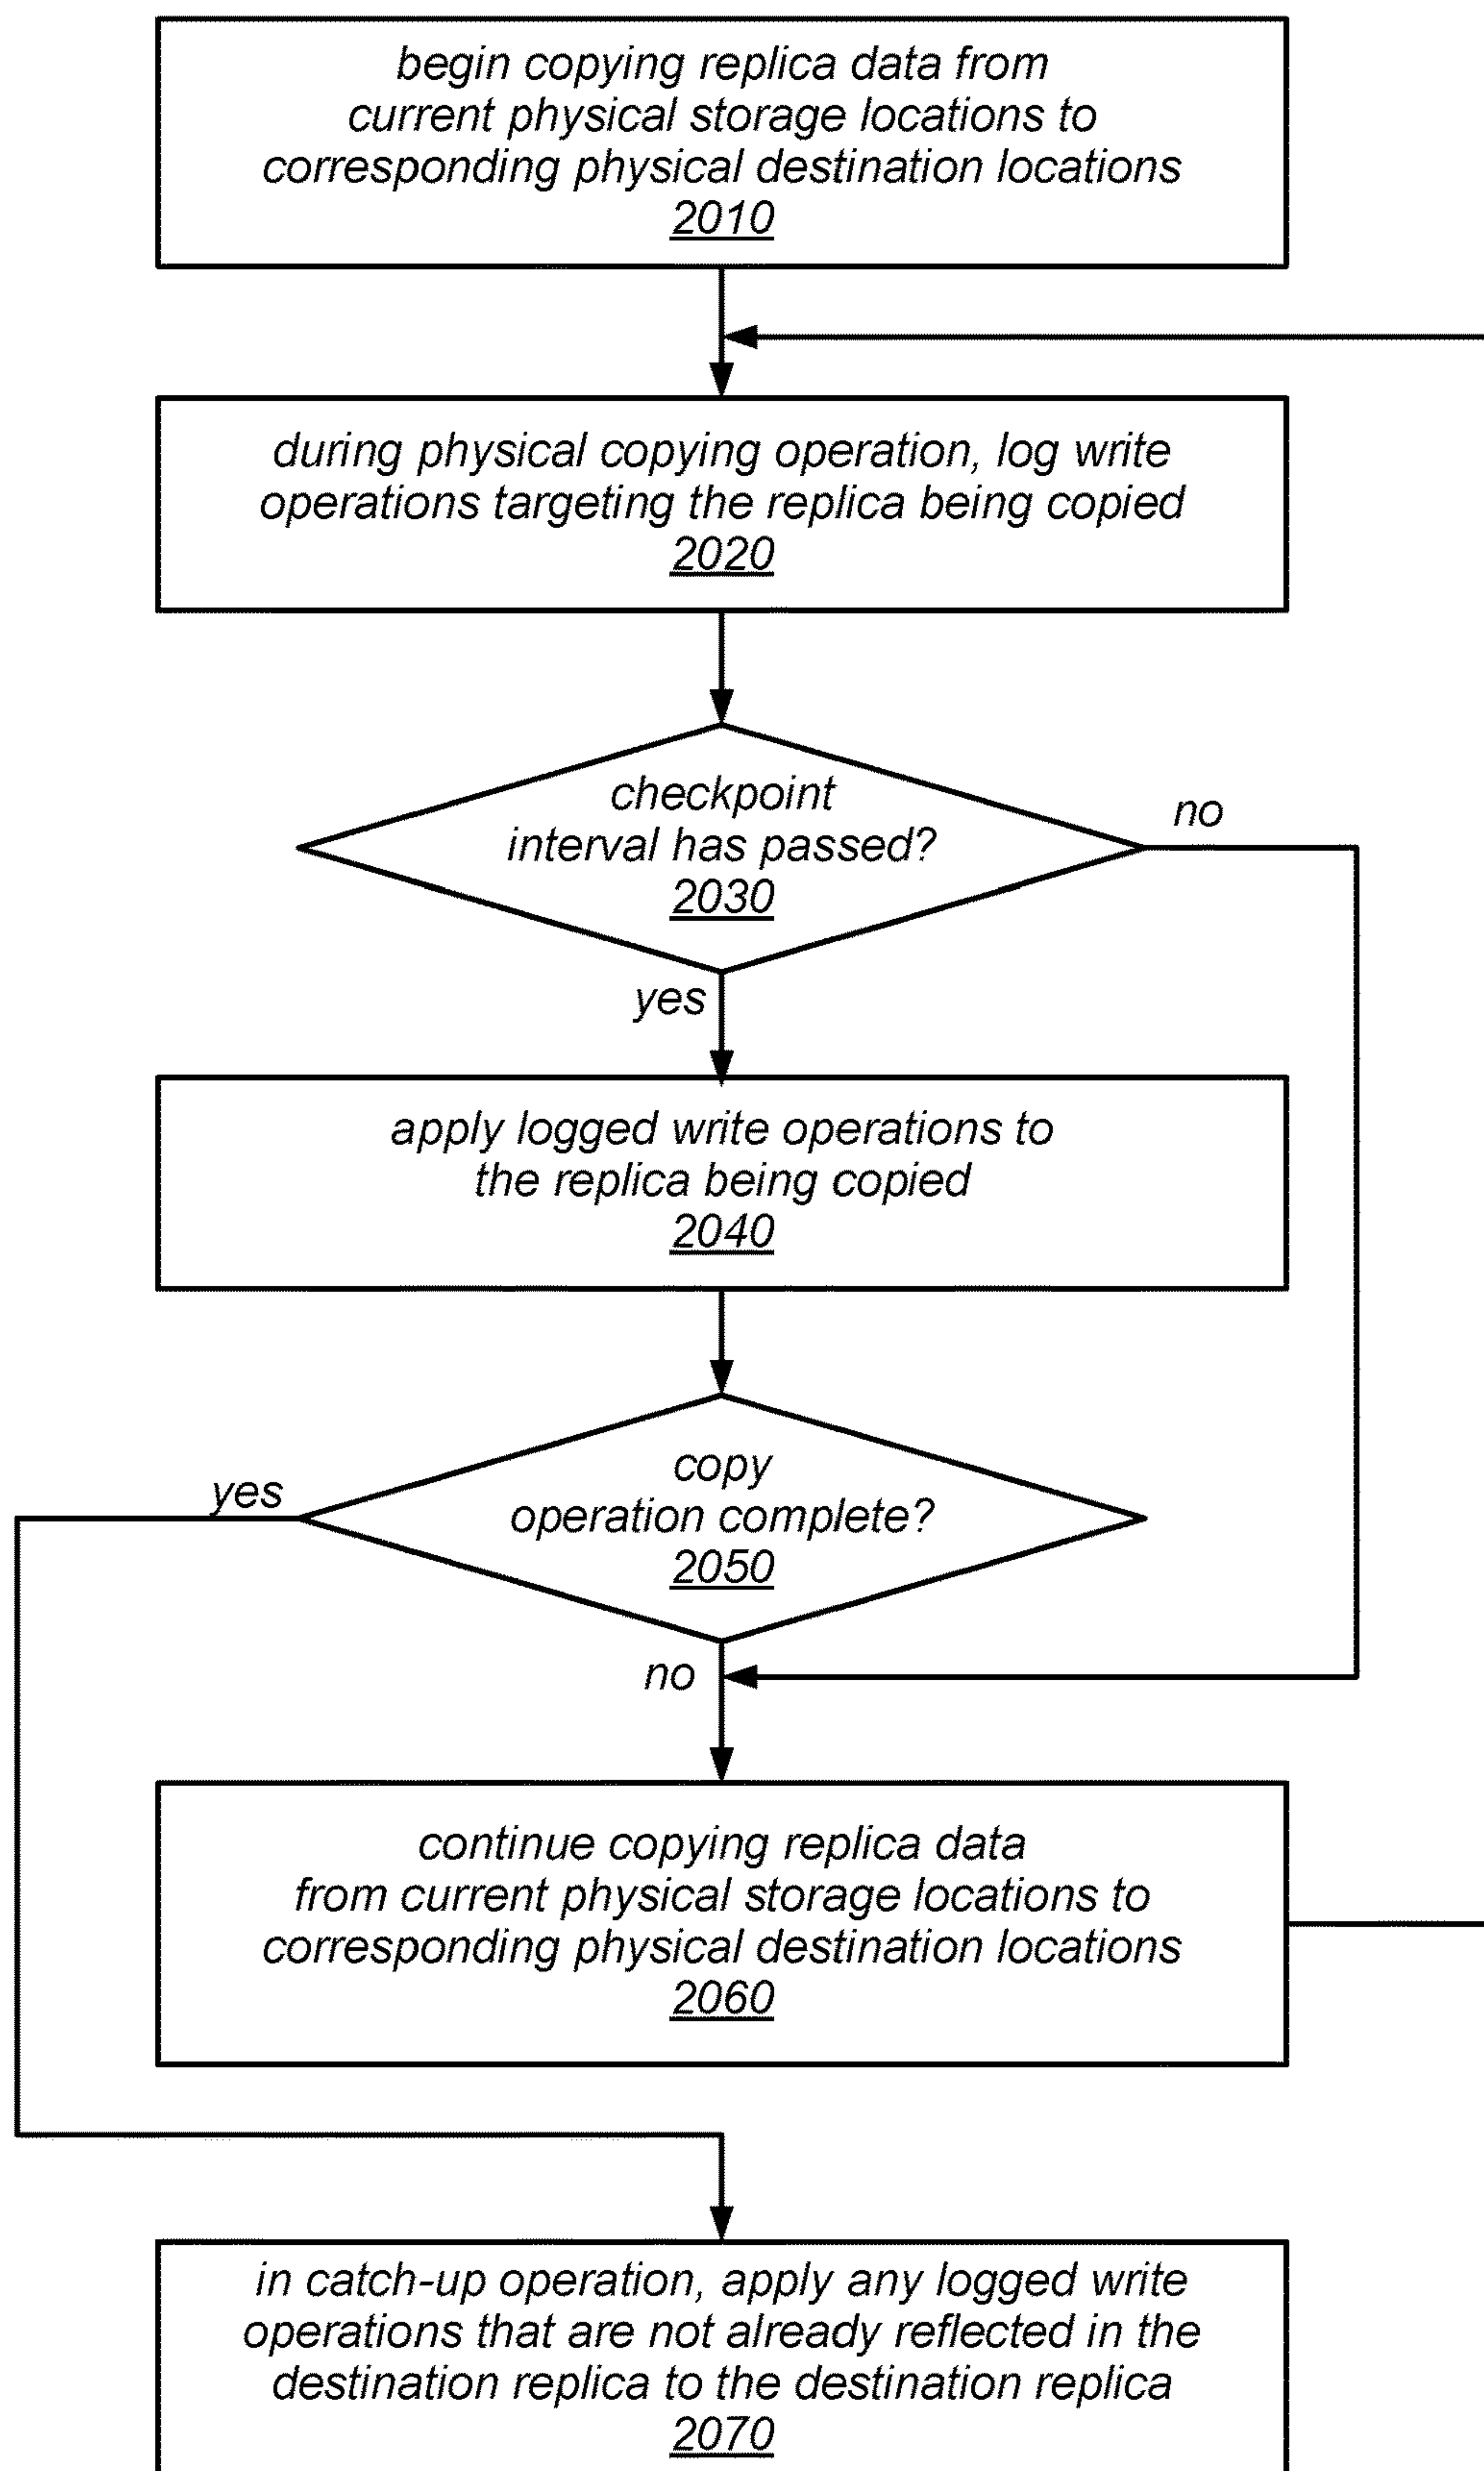 begin copying replica data from
current physical storage locations to
corresponding physical destination locations
2010
during physical copying operation, log write
operations targeting the replica being copied
2020
checkpoint
interval has passed?
2030
no
yes
apply logged write operations to
the replica being copied
2040
copy
operation complete?
2050
yes
no
continue copying replica data
from current physical storage locations to
corresponding physical destination locations
2060
in catch-up operation, apply any logged write
operations that are not already reflected in the
destination replica to the destination replica
2070